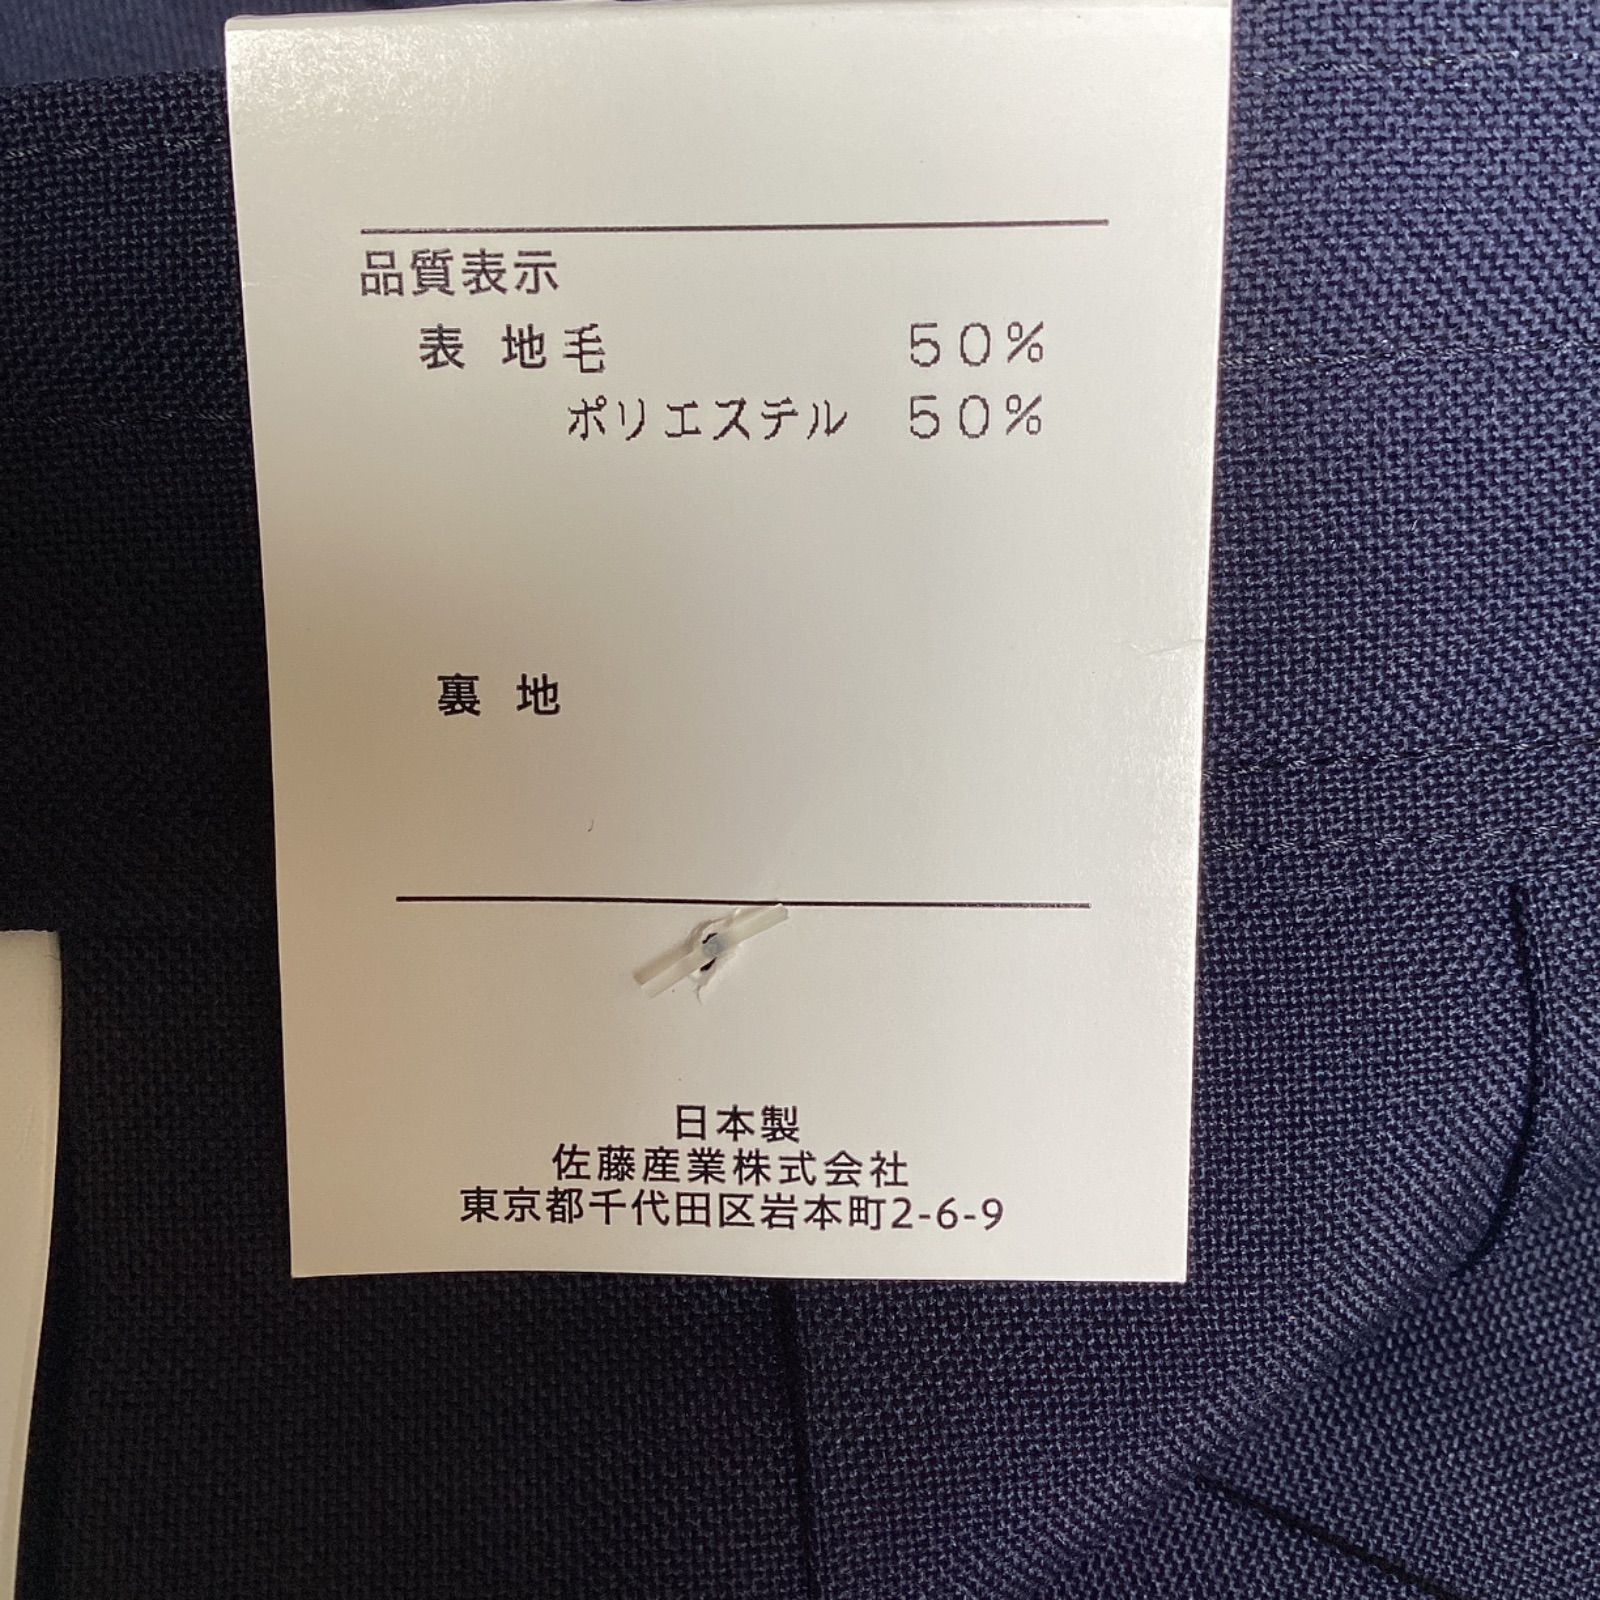 品質表示
表 地 毛 50%
ポリエステル 50%
裏 地
日本製
佐藤産業株式会社
東京都千代田区岩本町2-6-9